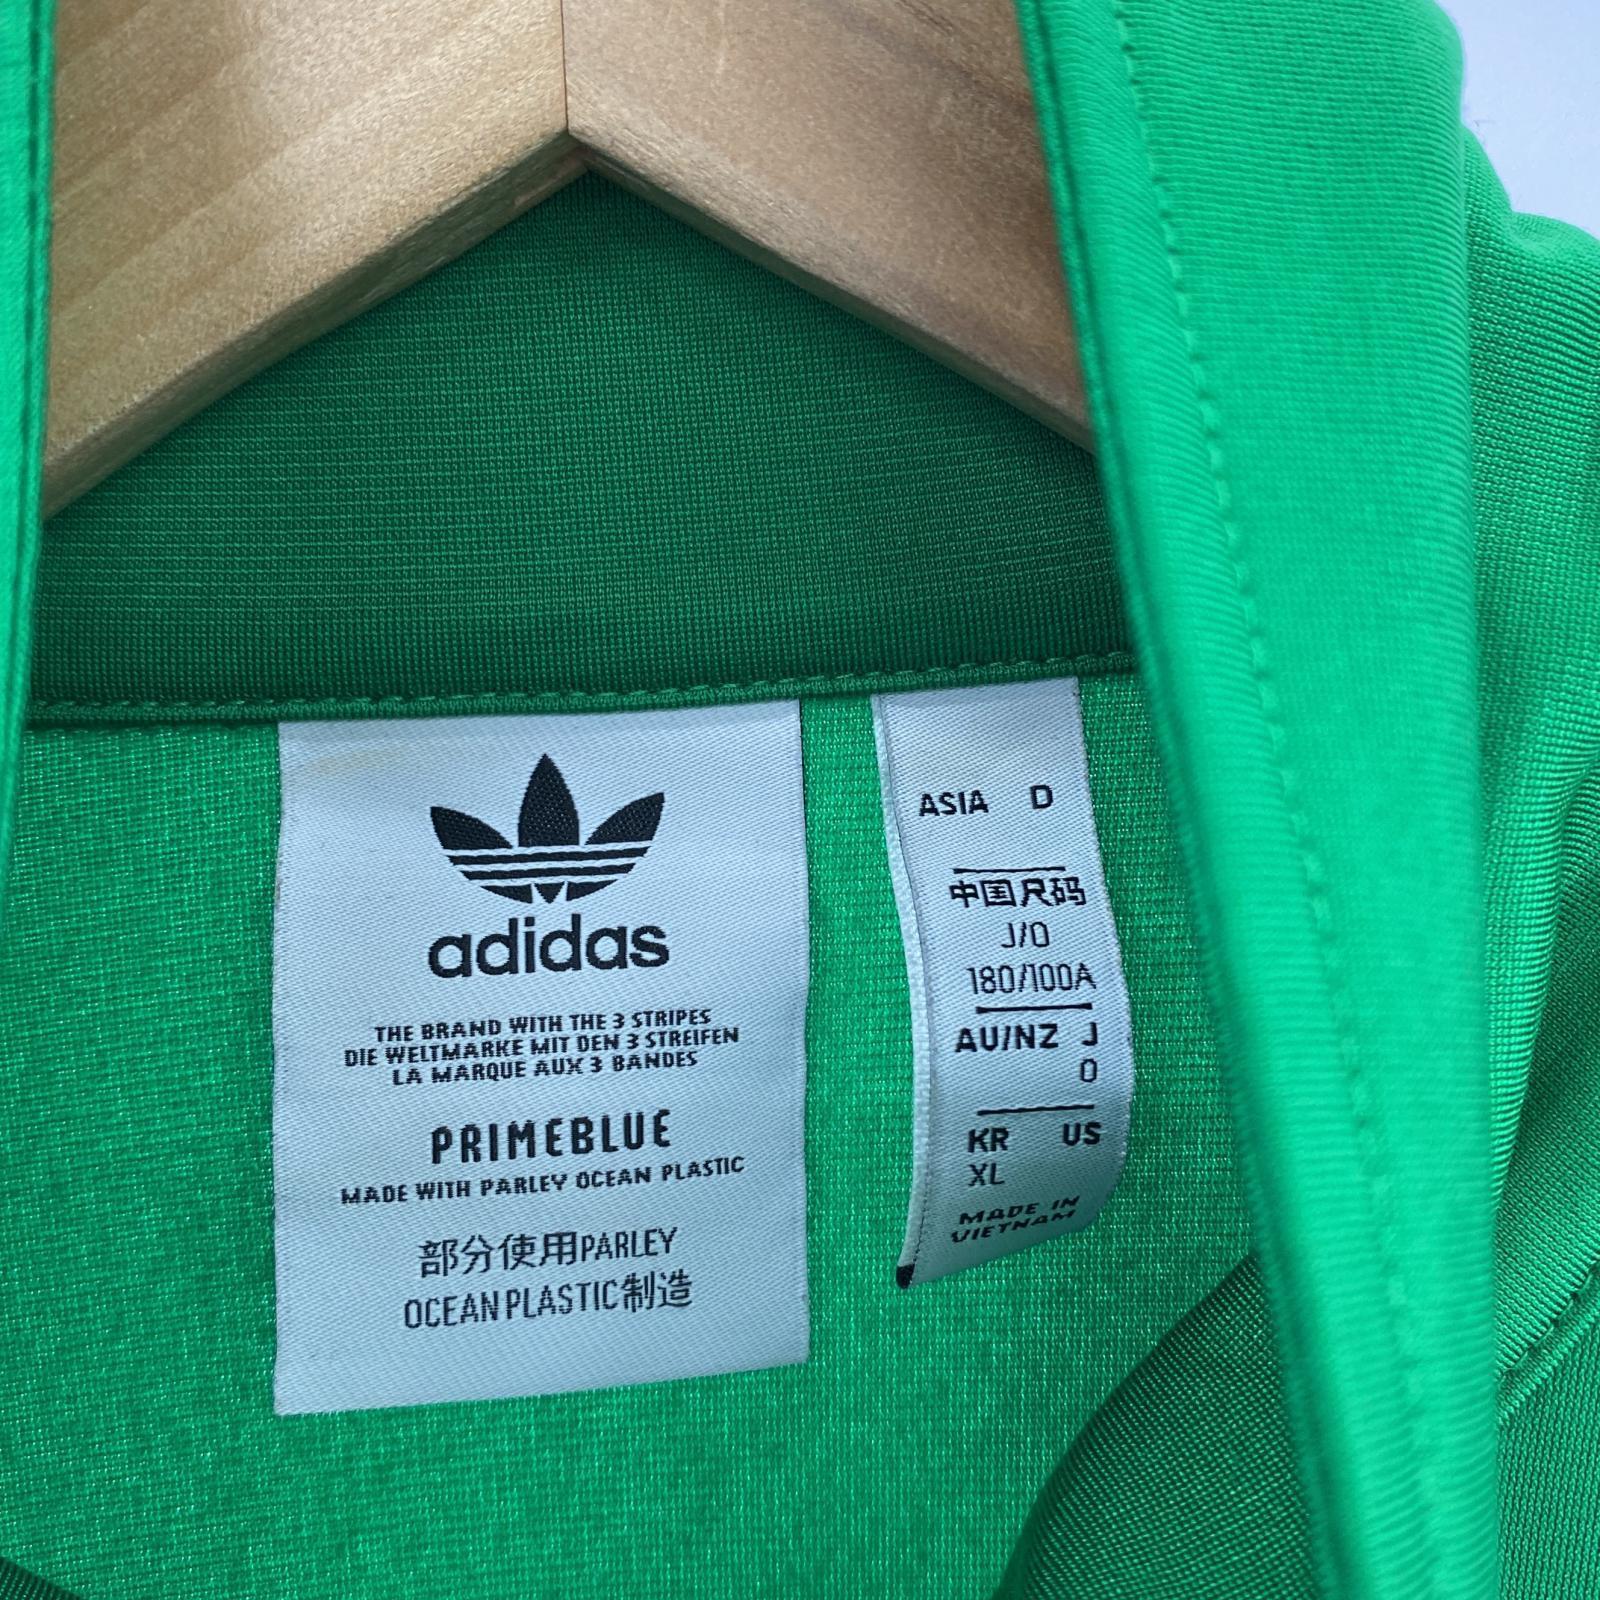 adidas
THE BRAND WITH THE 3 STRIPES
DIE WELTMARKE MIT DEN 3 STREIFEN
LA MARQUE AUX 3 BANDES
PRIMEBLUE
MADE WITH PARLEY OCEAN PLASTIC
部分使用PARLEY
OCEAN PLASTIC制造
ASIA D
中国尺码
J/O
180/100A
AU/NZ J
O
KR US
XL
MADE IN
VIETNAM